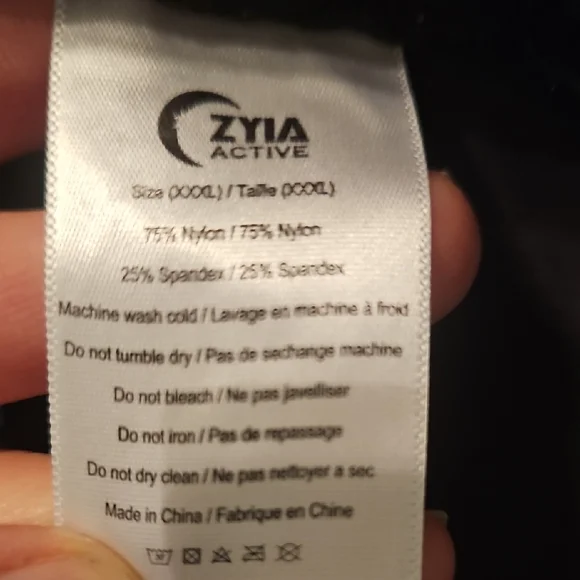 ZYIA
ACTIVE
Size (XXXL) / Taille (XXXL)
75% Nylon / 75% Nylon
25% Spandex / 25% Spandex
Machine wash cold / Lavage en machine à froid
Do not tumble dry / Pas de sechange machine
Do not bleach / Ne pas javelliser
Do not iron / Pas de repassage
Do not dry clean / Ne pas nettoyer a sec
Made in China / Fabrique en Chine